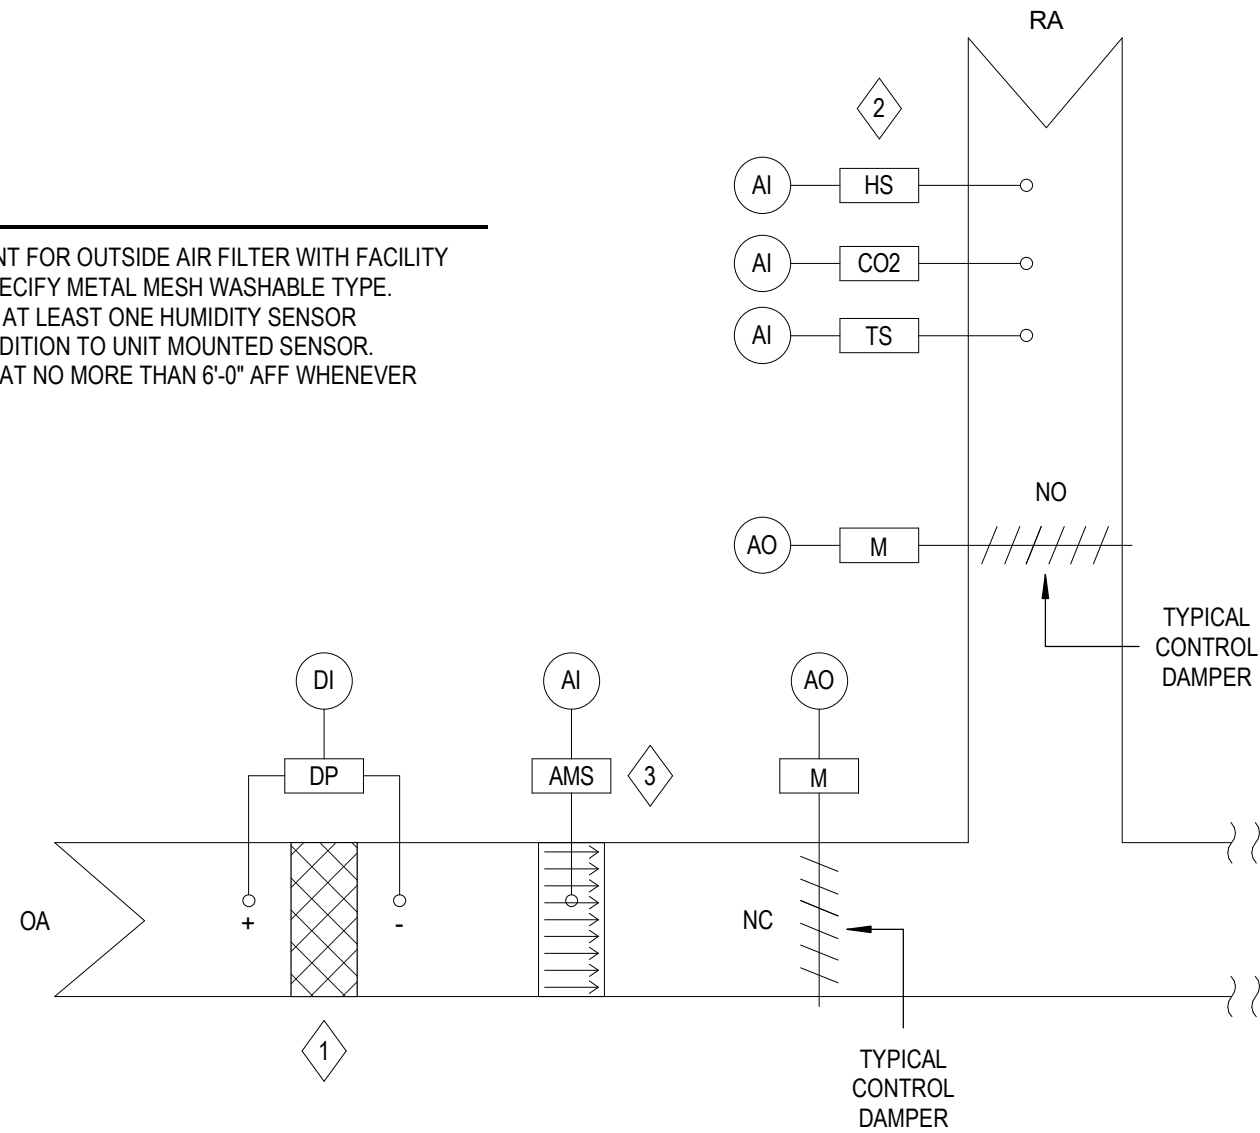 RA
2
AI
HS
AI
CO2
AI
TS
NT FOR OUTSIDE AIR FILTER WITH FACILITY
ECIFY METAL MESH WASHABLE TYPE.
AT LEAST ONE HUMIDITY SENSOR
DITION TO UNIT MOUNTED SENSOR.
AT NO MORE THAN 6'-0" AFF WHENEVER
NO
AO
M
TYPICAL
CONTROL
DAMPER
DI
AI
AO
DP
AMS
3
M
OA
+
-
NC
1
TYPICAL
CONTROL
DAMPER